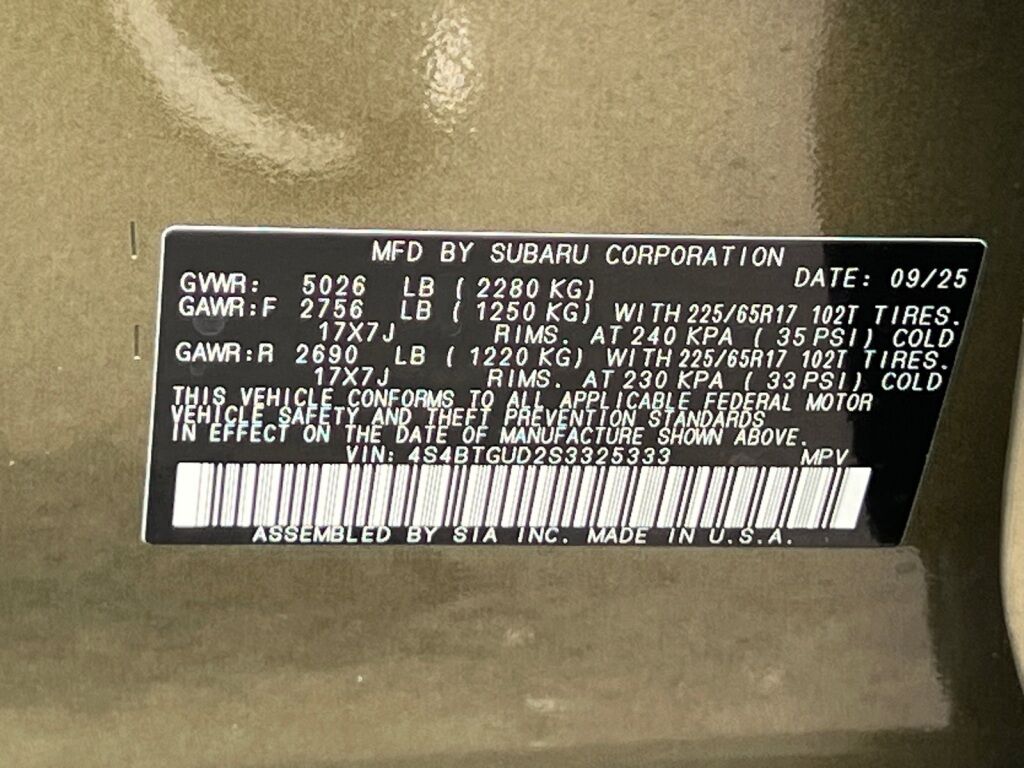 MFD BY SUBARU CORPORATION
DATE: 09/25
GVWR: 5026 LB ( 2280 KG)
GAWR:F 2756 LB ( 1250 KG) WITH 225/65R17 102T TIRES.
17X7J RIMS. AT 240 KPA ( 35 PSI) COLD
GAWR:R 2690 LB ( 1220 KG) WITH 225/65R17 102T TIRES.
17X7J RIMS. AT 230 KPA ( 33 PSI) COLD
THIS VEHICLE CONFORMS TO ALL APPLICABLE FEDERAL MOTOR
VEHICLE SAFETY AND THEFT PREVENTION STANDARDS
IN EFFECT ON THE DATE OF MANUFACTURE SHOWN ABOVE.
VIN: 4S4BTGUD2S3325333 MPV
ASSEMBLED BY SIA INC. MADE IN U.S.A.